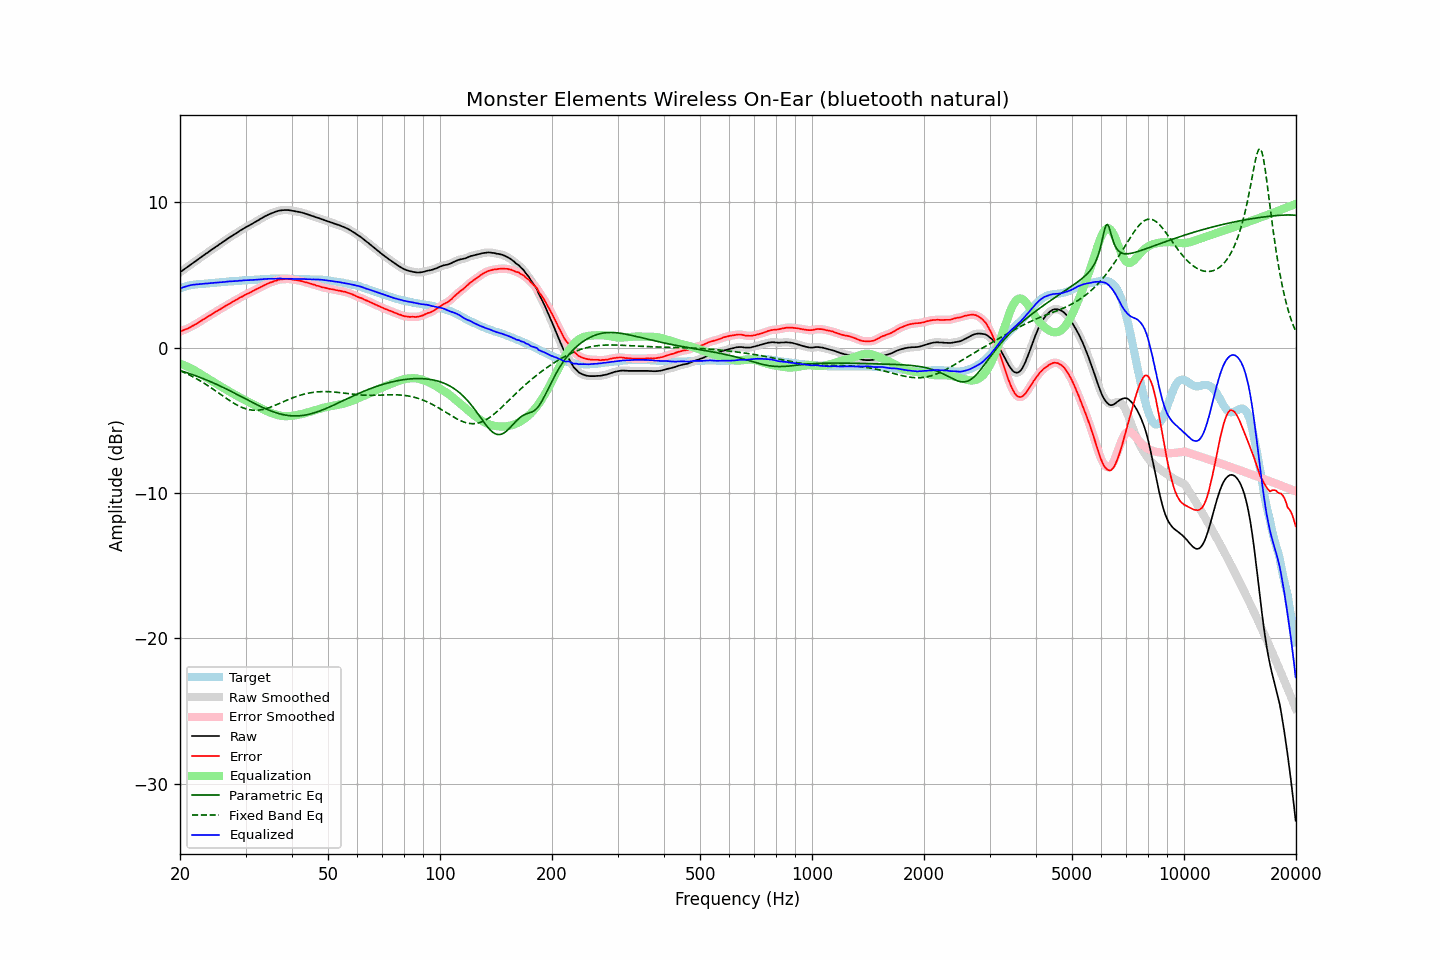 Monster Elements Wireless On-Ear (bluetooth natural)
10
0
−10
−20
−30
Amplitude (dBr)
Target
Raw Smoothed
Error Smoothed
Raw
Error
Equalization
Parametric Eq
Fixed Band Eq
Equalized
20 50 100 200 500 1000 2000 5000 10000 20000
Frequency (Hz)